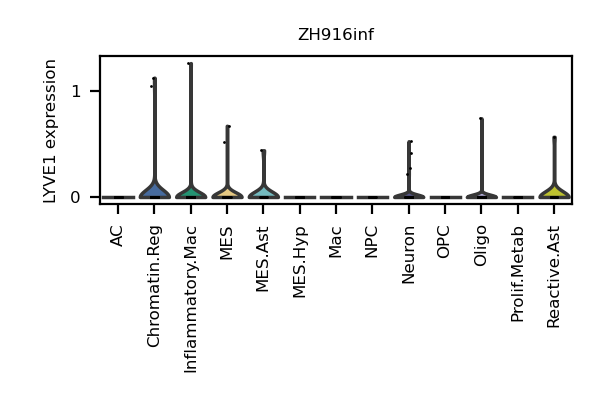 ZH916inf
LYVE1 expression
1
0
AC
Chromatin.Reg
Inflammatory.Mac
MES
MES.Ast
MES.Hyp
Mac
NPC
Neuron
OPC
Oligo
Prolif.Metab
Reactive.Ast